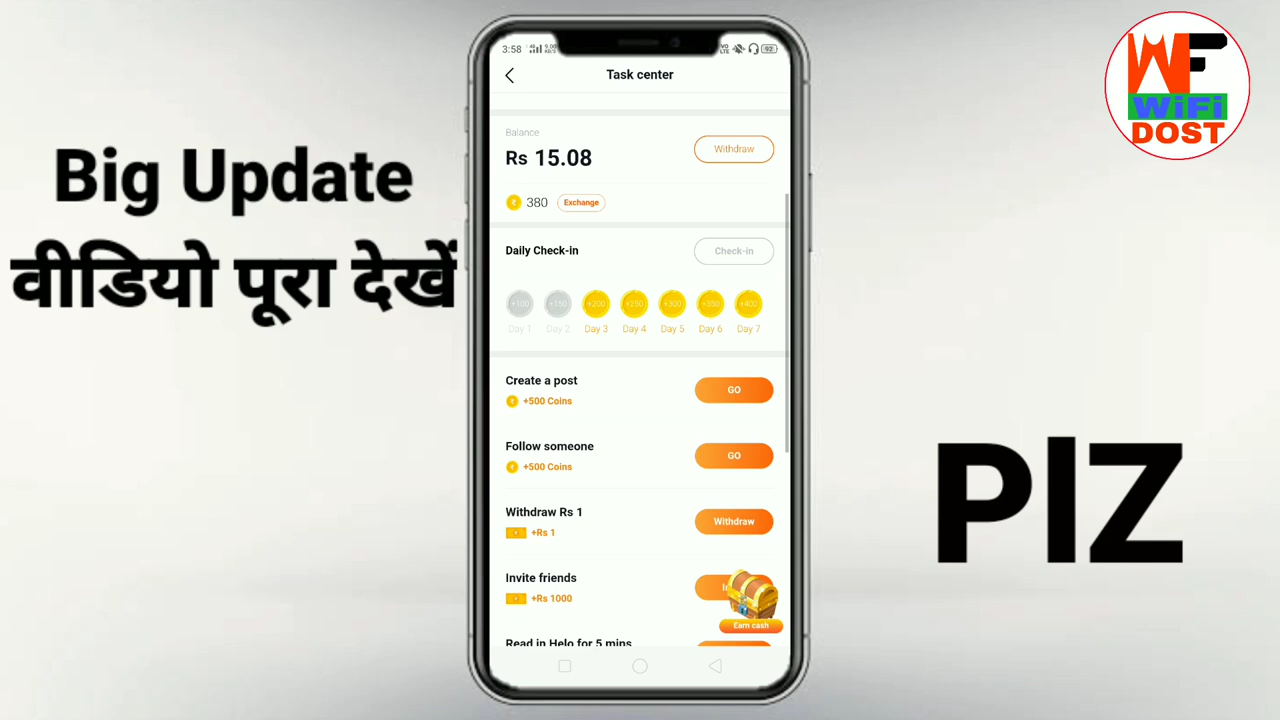 Big Update
वीडियो पूरा देखें
3:58
92
Task center
Balance
Rs 15.08
Withdraw
380
Exchange
Daily Check-in
Check-in
+100 +150 +200 +250 +300 +350 +400
Day 1 Day 2 Day 3 Day 4 Day 5 Day 6 Day 7
Create a post
+500 Coins
GO
Follow someone
+500 Coins
GO
Withdraw Rs 1
+Rs 1
Withdraw
Invite friends
+Rs 1000
Earn cash
Read in Helo for 5 mins
PlZ
WF
WiFi
DOST